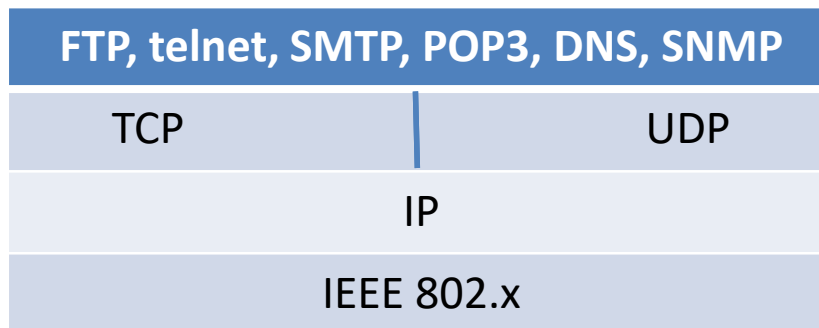 FTP, telnet, SMTP, POP3, DNS, SNMP
TCP UDP
IP
IEEE 802.x